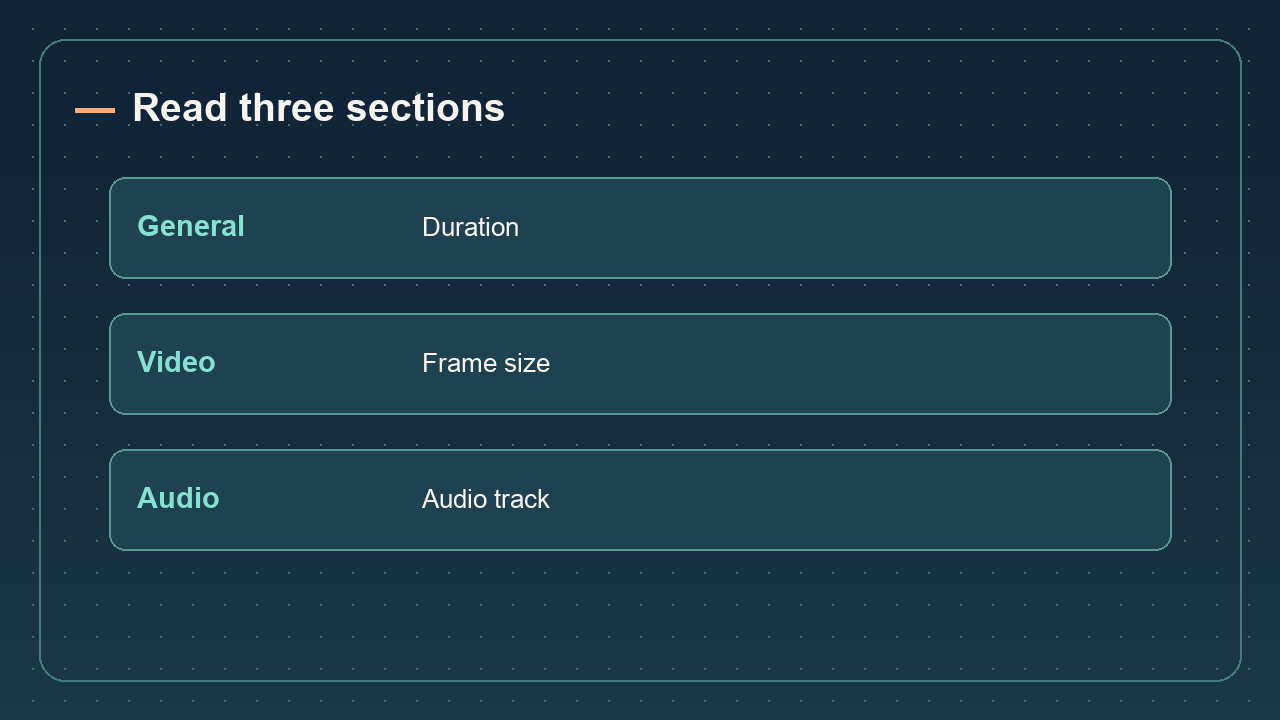 Read three sections
General Duration
Video Frame size
Audio Audio track